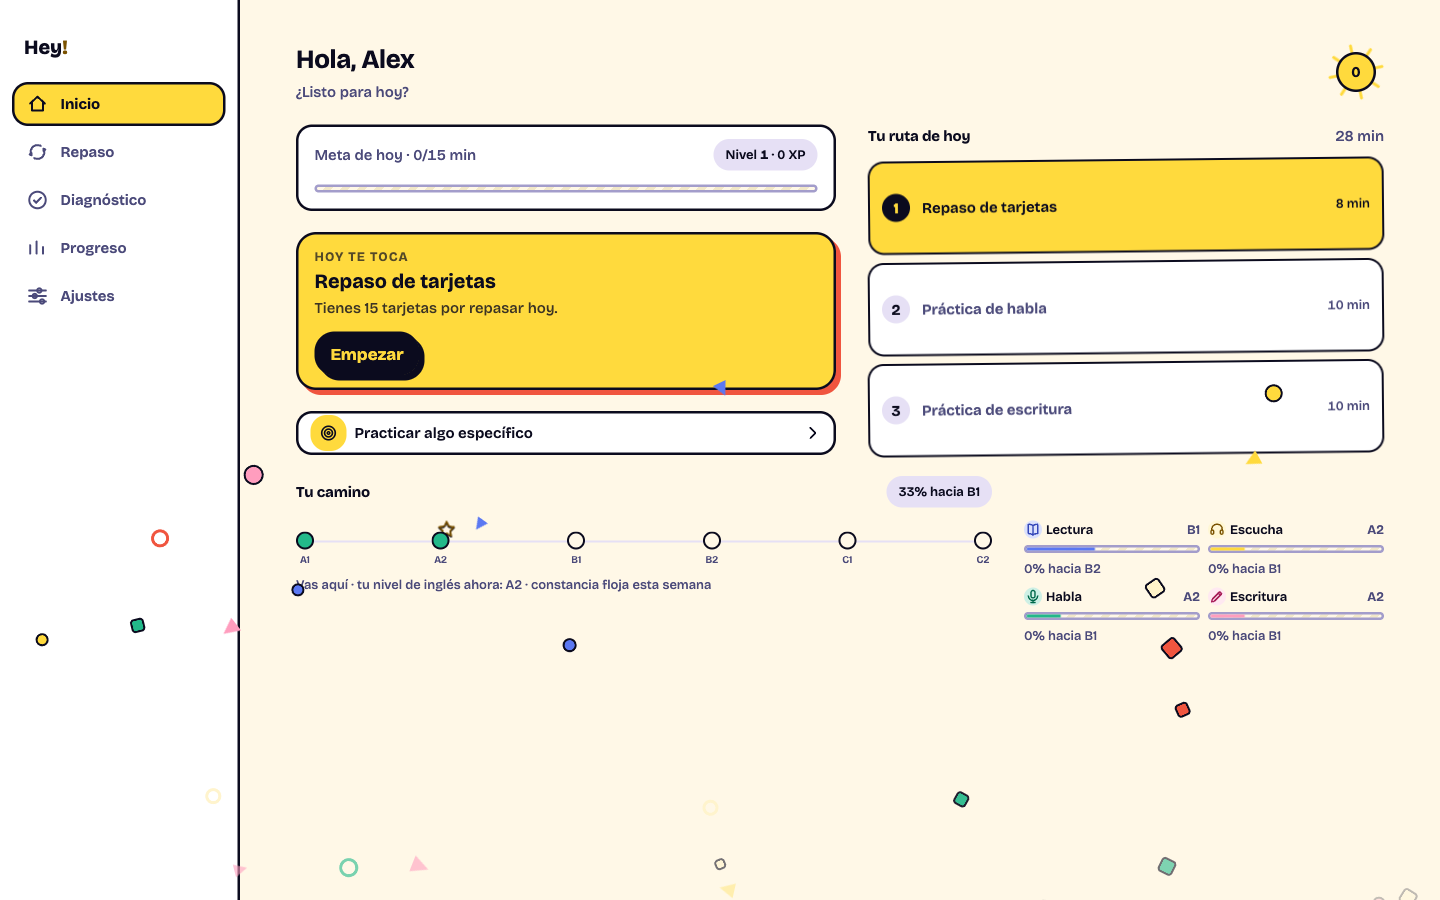 Hey!
Inicio
Repaso
Diagnóstico
Progreso
Ajustes
Hola, Alex
¿Listo para hoy?
0
Meta de hoy · 0/15 min
Nivel 1 · 0 XP
HOY TE TOCA
Repaso de tarjetas
Tienes 15 tarjetas por repasar hoy.
Empezar
Practicar algo específico
Tu ruta de hoy
28 min
1
Repaso de tarjetas
8 min
2
Práctica de habla
10 min
3
Práctica de escritura
10 min
Tu camino
33% hacia B1
A1
A2
B1
B2
C1
C2
Vas aquí · tu nivel de inglés ahora: A2 · constancia floja esta semana
Lectura
B1
0% hacia B2
Escucha
A2
0% hacia B1
Habla
A2
0% hacia B1
Escritura
A2
0% hacia B1